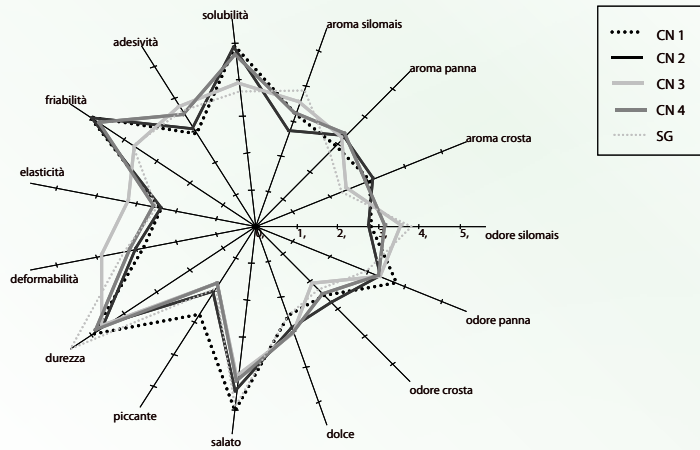 solubilità
aroma silomais
aroma panna
aroma crosta
odore silomais
odore panna
odore crosta
dolce
salato
piccante
durezza
deformabilità
elasticità
friabilità
adesività
1, 2, 3, 4, 5,
CN 1
CN 2
CN 3
CN 4
SG